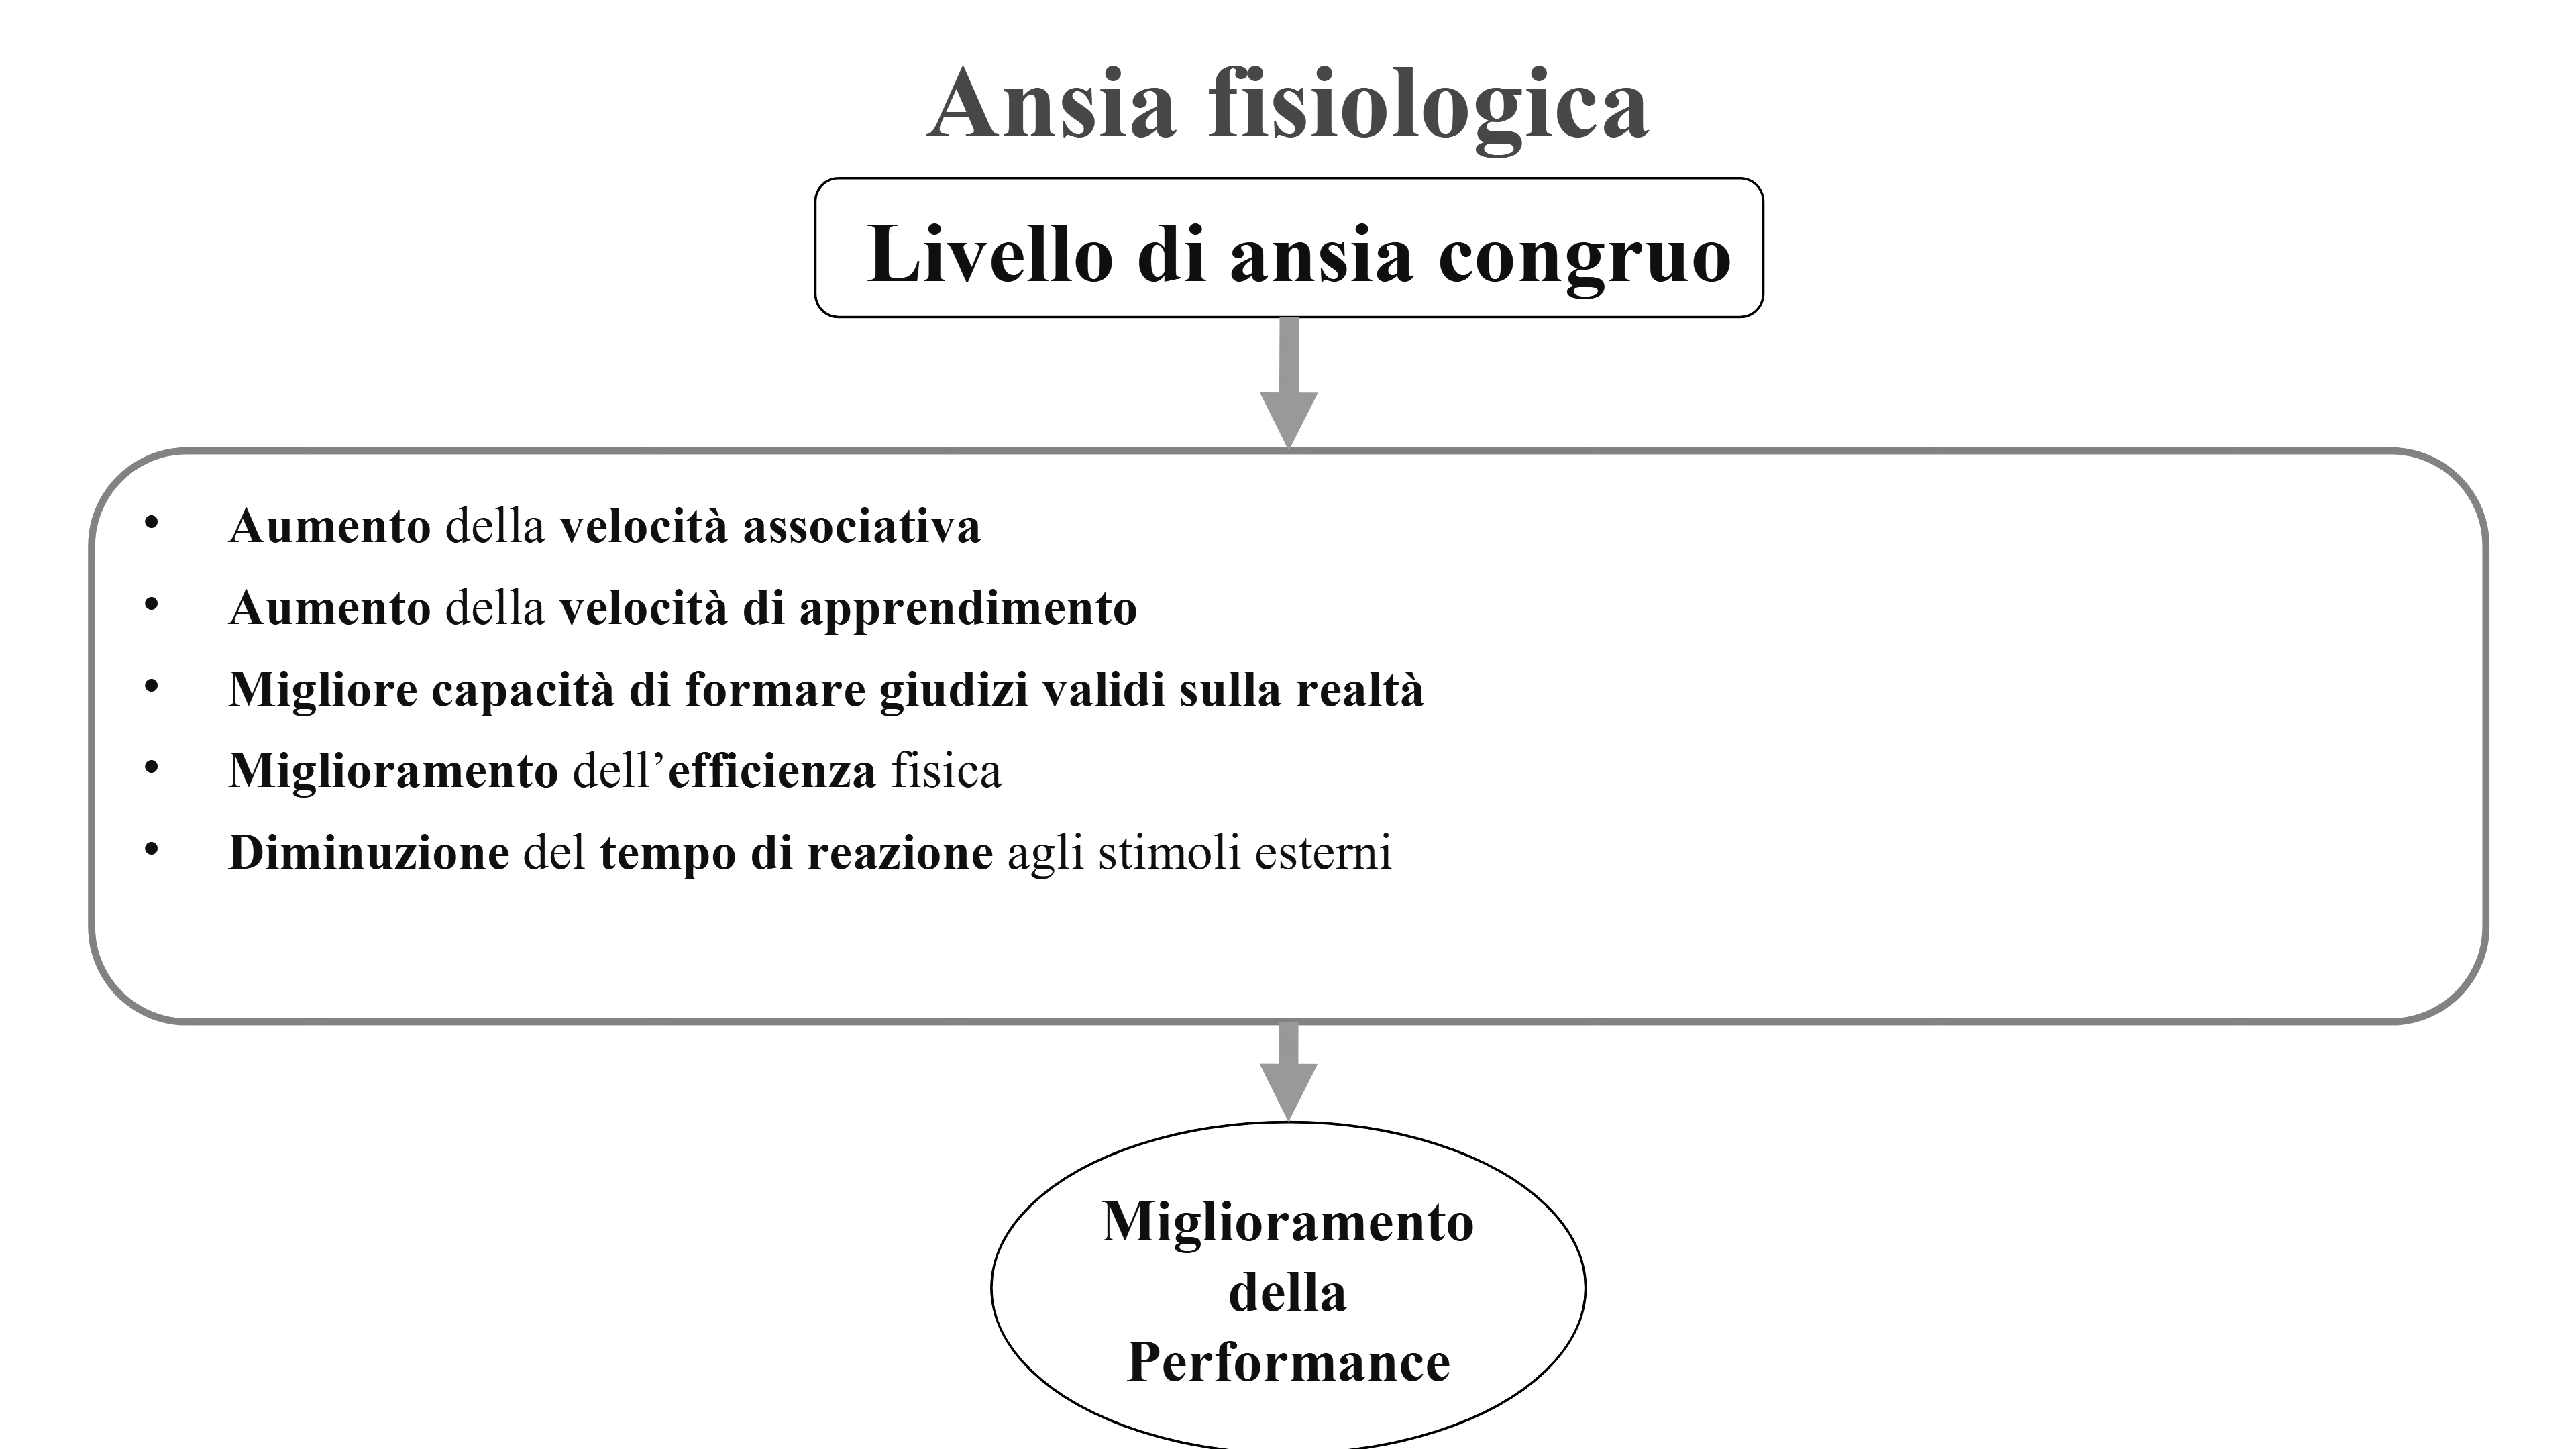 Ansia fisiologica
Livello di ansia congruo
• Aumento della velocità associativa
• Aumento della velocità di apprendimento
• Migliore capacità di formare giudizi validi sulla realtà
• Miglioramento dell’efficienza fisica
• Diminuzione del tempo di reazione agli stimoli esterni
Miglioramento
della
Performance